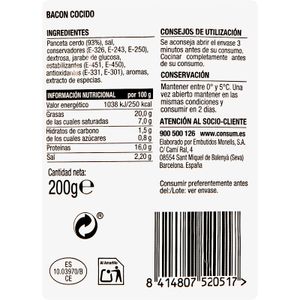 BACON COCIDO
INGREDIENTES
Panceta cerdo (93%), sal,
conservadores (E-326, E-243, E-250),
dextrosa, jarabe de glucosa,
estabilizantes (E-451, E-450),
antioxidantes (E-331, E-301), aromas,
extracto de especias.
INFORMACIÓN NUTRICIONAL por 100 g
Valor energético 1038 kJ/250 kcal
Grasas 20,0 g
de las cuales saturadas 7,0 g
Hidratos de carbono 1,5 g
de los cuales azúcares 0,8 g
Proteínas 16,0 g
Sal 2,20 g
Cantidad neta:
200g e
ES
10.03970/B
CE
Al Amarillo
CONSEJOS DE UTILIZACIÓN
Se aconseja abrir el envase 3
minutos antes de su consumo.
Cocinar completamente antes
de su consumo.
CONSERVACIÓN
Mantener entre 0° y 5°C. Una
vez abierto mantener en las
mismas condiciones y
consumir en 2 días.
ATENCIÓN AL SOCIO-CLIENTE
900 500 126 www.consum.es
Elaborado por Embutidos Monells, S.A.
C/ Camí Ral, 4
08554 Sant Miquel de Balenyà (Seva)
Barcelona. España
Consumir preferentemente antes
del/Lote: ver envase.
8 414807 520517 >